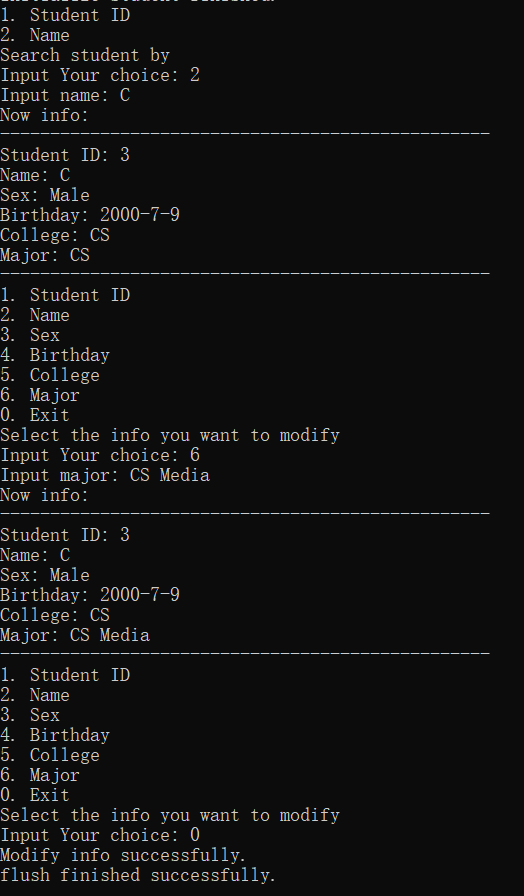 1. Student ID
2. Name
Search student by
Input Your choice: 2
Input name: C
Now info:
-------------------------------------------------
Student ID: 3
Name: C
Sex: Male
Birthday: 2000-7-9
College: CS
Major: CS
-------------------------------------------------
1. Student ID
2. Name
3. Sex
4. Birthday
5. College
6. Major
0. Exit
Select the info you want to modify
Input Your choice: 6
Input major: CS Media
Now info:
-------------------------------------------------
Student ID: 3
Name: C
Sex: Male
Birthday: 2000-7-9
College: CS
Major: CS Media
-------------------------------------------------
1. Student ID
2. Name
3. Sex
4. Birthday
5. College
6. Major
0. Exit
Select the info you want to modify
Input Your choice: 0
Modify info successfully.
flush finished successfully.